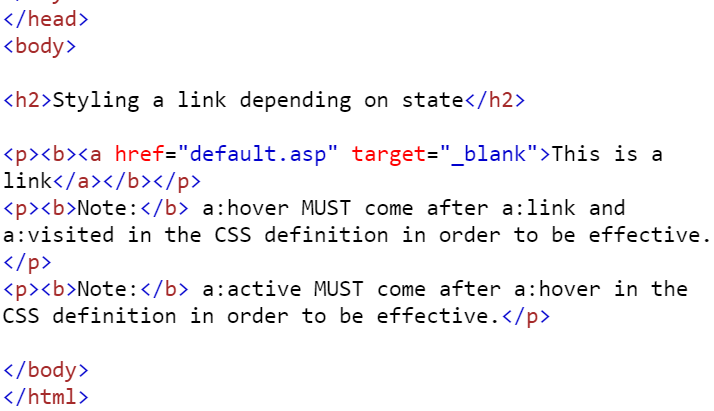 </head>
<body>
<h2>Styling a link depending on state</h2>
<p><b><a href="default.asp" target="_blank">This is a
link</a></b></p>
<p><b>Note:</b> a:hover MUST come after a:link and
a:visited in the CSS definition in order to be effective.
</p>
<p><b>Note:</b> a:active MUST come after a:hover in the
CSS definition in order to be effective.</p>
</body>
</html>